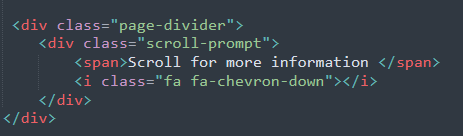 <div class="page-divider">
<div class="scroll-prompt">
<span>Scroll for more information </span>
<i class="fa fa-chevron-down"></i>
</div>
</div>